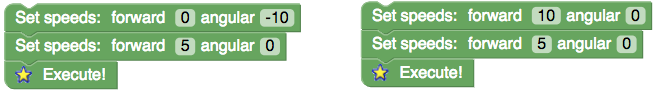 Set speeds: forward 0 angular -10
Set speeds: forward 5 angular 0
Execute!
Set speeds: forward 10 angular 0
Set speeds: forward 5 angular 0
Execute!